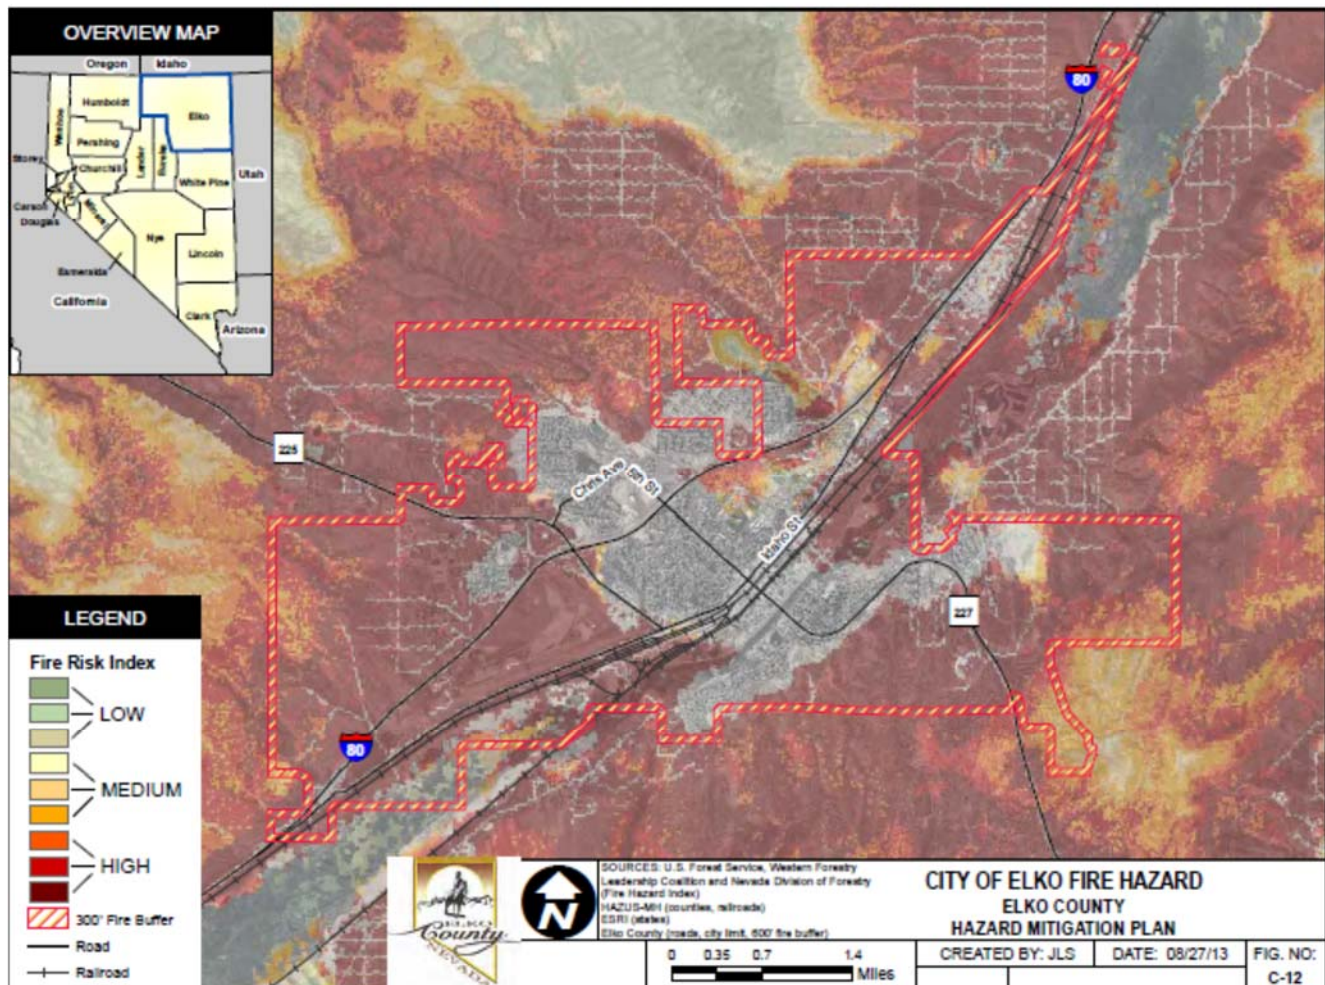 OVERVIEW MAP
Oregon
Idaho
Humboldt
Elko
Washoe
Pershing
Lander
Eureka
Storey
Churchill
White Pine
Utah
Carson
Douglas
Lyon
Mineral
Nye
Lincoln
Esmeralda
California
Clark
Arizona
80
225
Chris Ave
5th St
Idaho St
227
80
LEGEND
Fire Risk Index
LOW
MEDIUM
HIGH
300' Fire Buffer
Road
Railroad
County
NEVADA
N
SOURCES: U.S. Forest Service, Western Forestry
Leadership Coalition and Nevada Division of Forestry
(Fire Hazard Index)
HAZUS-MH (counties, railroads)
ESRI (states)
Elko County (roads, city limit, 600' fire buffer)
0 0.35 0.7 1.4
Miles
CITY OF ELKO FIRE HAZARD
ELKO COUNTY
HAZARD MITIGATION PLAN
CREATED BY: JLS
DATE: 08/27/13
FIG. NO:
C-12